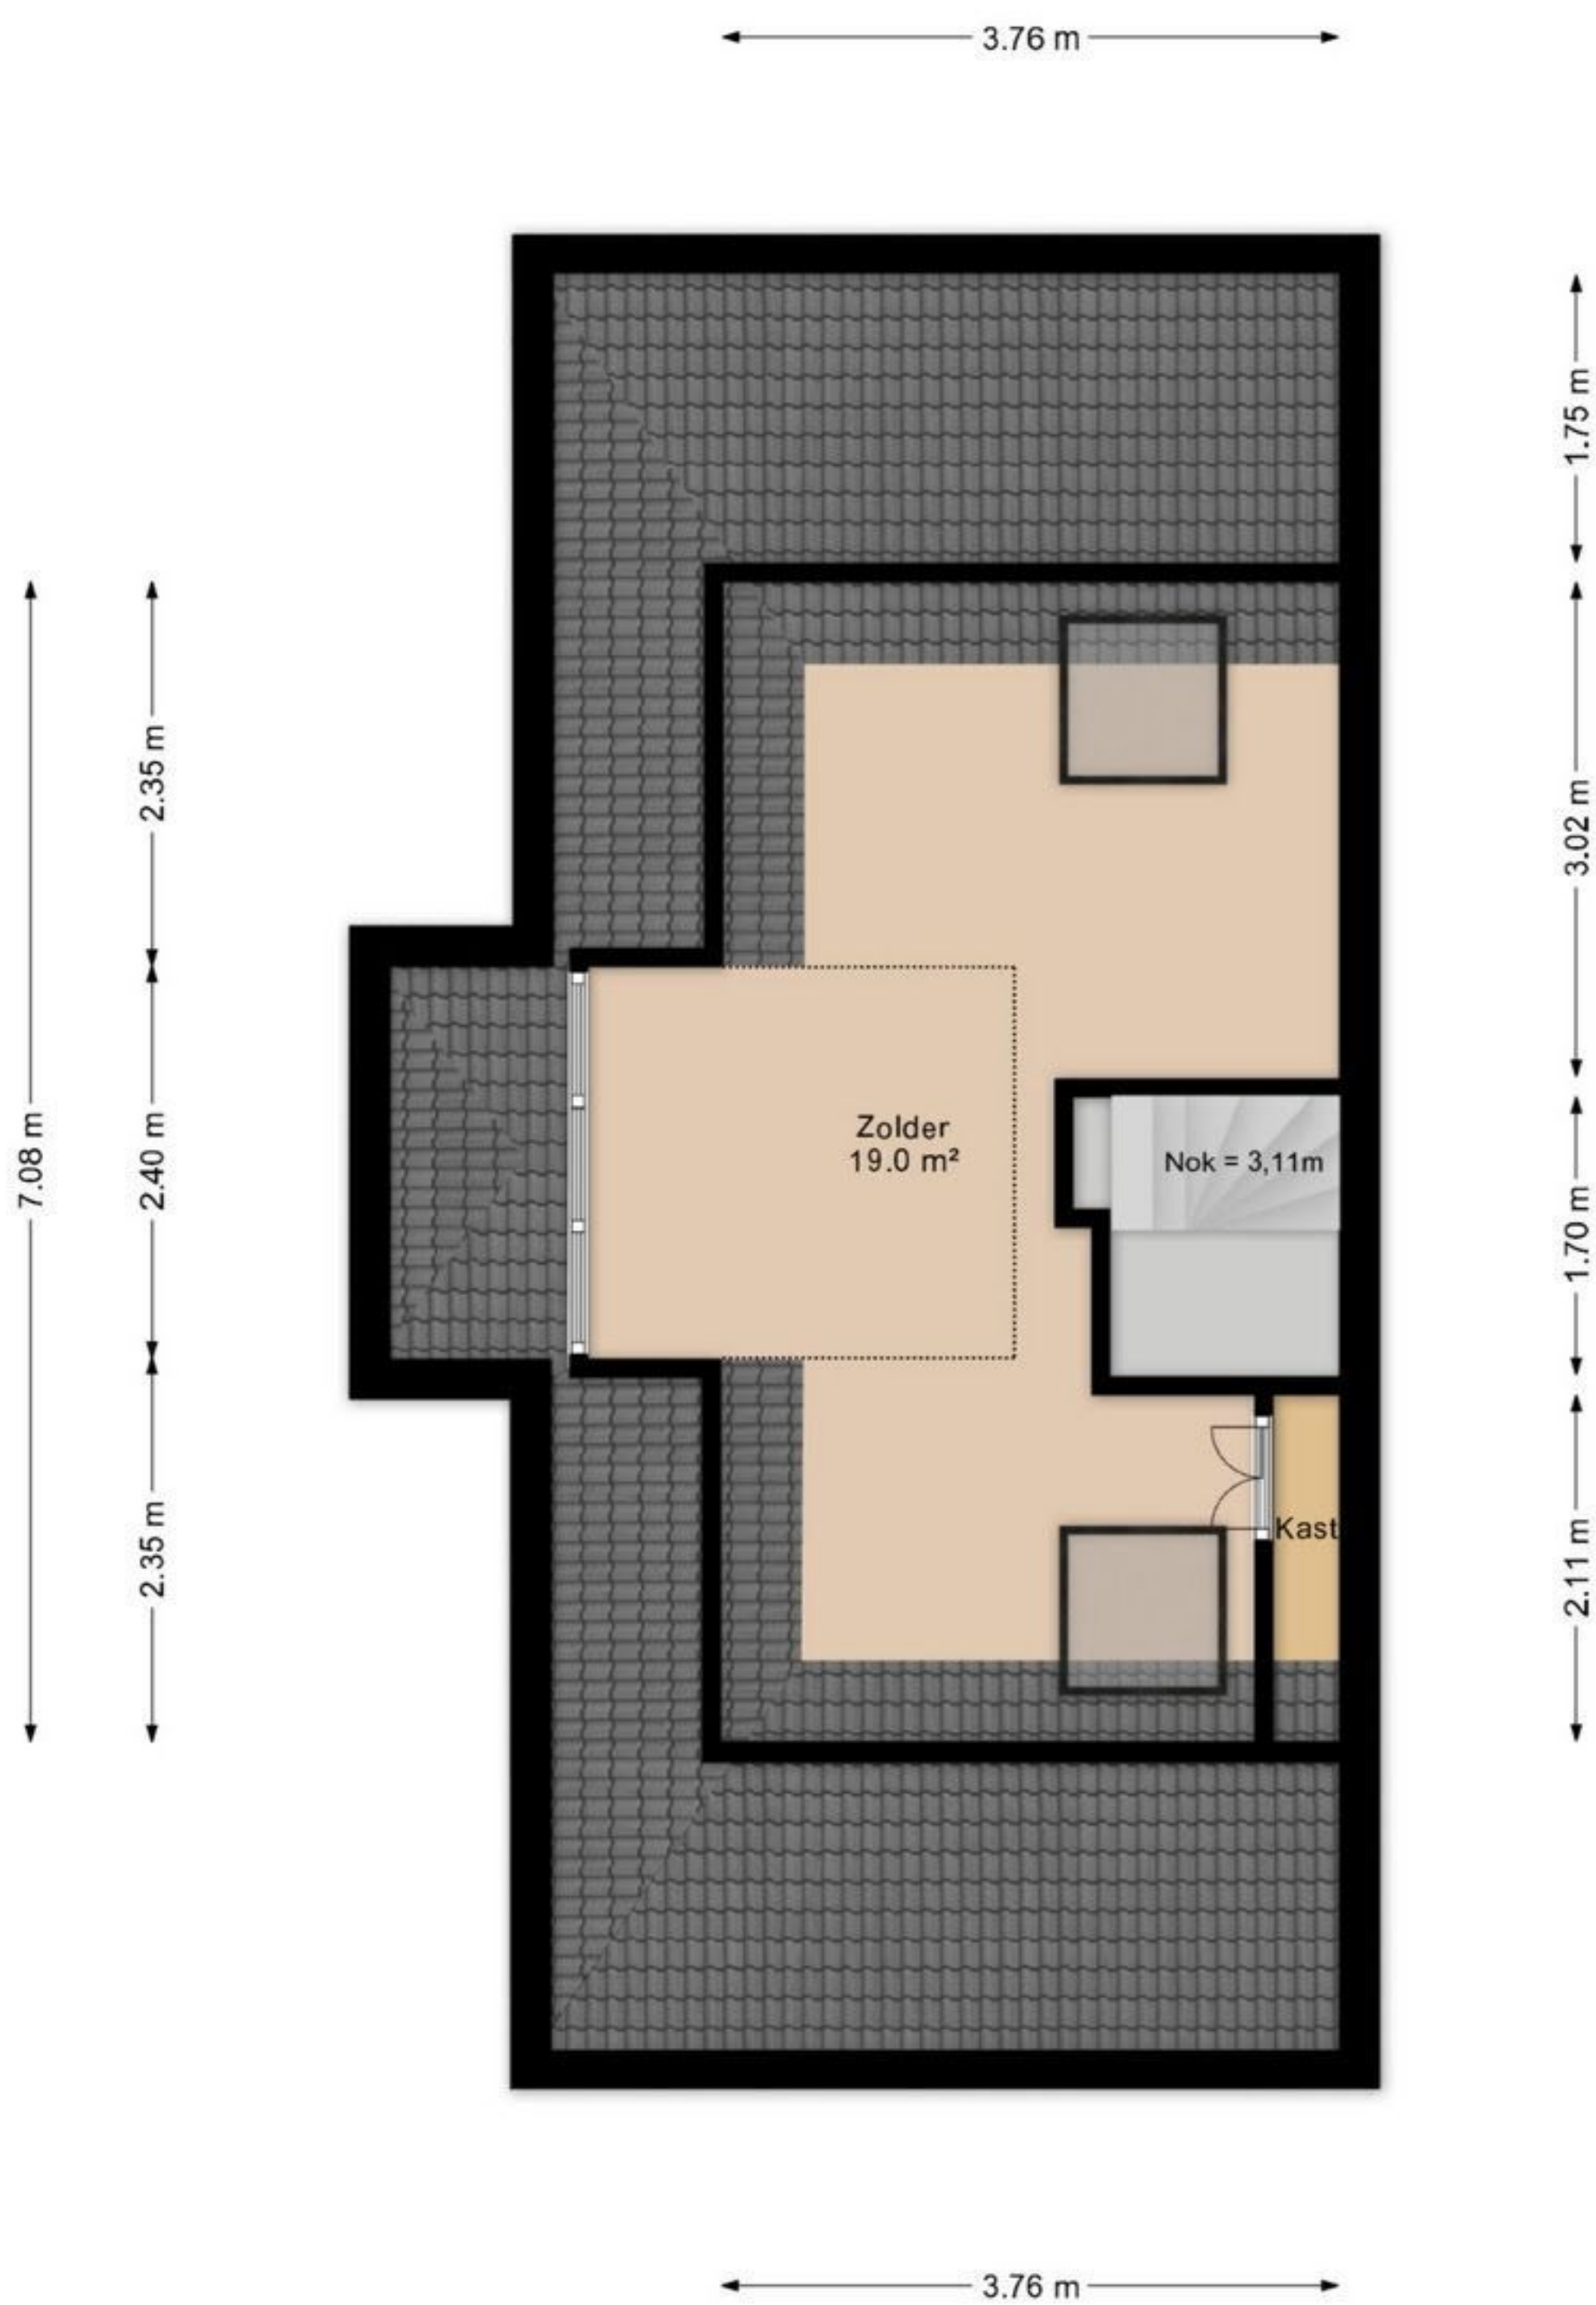 3.76 m
1.75 m
2.35 m
3.02 m
7.08 m
2.40 m
Zolder
19.0 m²
Nok = 3,11m
1.70 m
2.35 m
Kast
2.11 m
3.76 m